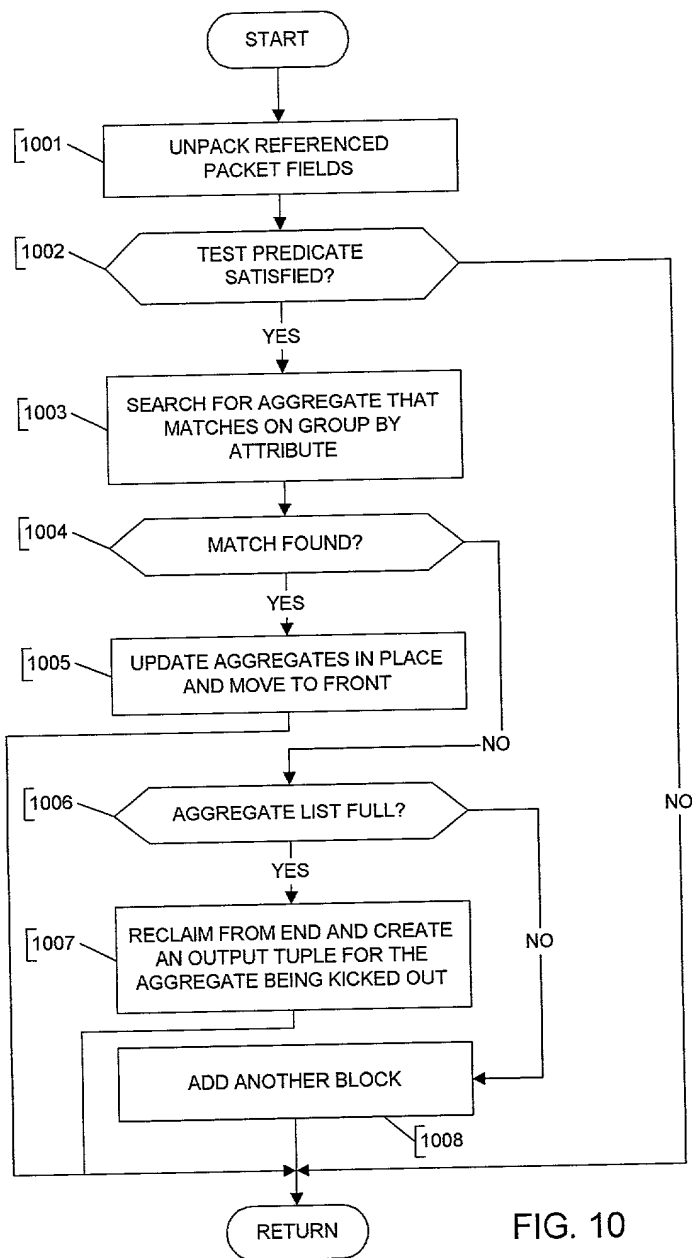 START
1001
UNPACK REFERENCED
PACKET FIELDS
1002
TEST PREDICATE
SATISFIED?
YES
1003
SEARCH FOR AGGREGATE THAT
MATCHES ON GROUP BY
ATTRIBUTE
1004
MATCH FOUND?
YES
1005
UPDATE AGGREGATES IN PLACE
AND MOVE TO FRONT
NO
1006
AGGREGATE LIST FULL?
NO
YES
1007
RECLAIM FROM END AND CREATE
AN OUTPUT TUPLE FOR THE
AGGREGATE BEING KICKED OUT
NO
ADD ANOTHER BLOCK
1008
RETURN
FIG. 10